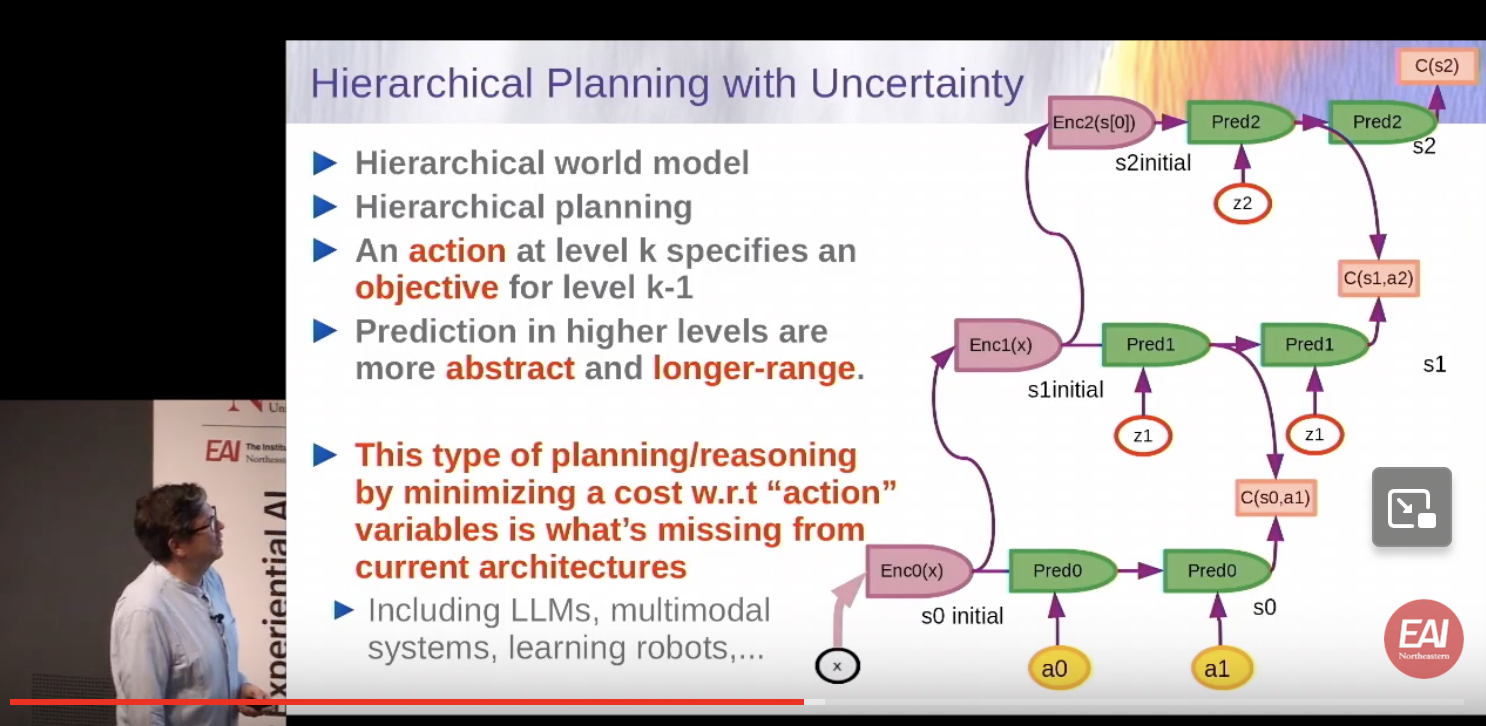 Hierarchical Planning with Uncertainty
Hierarchical world model
Hierarchical planning
An action at level k specifies an
objective for level k-1
Prediction in higher levels are
more abstract and longer-range.
This type of planning/reasoning
by minimizing a cost w.r.t “action”
variables is what’s missing from
current architectures
Including LLMs, multimodal
systems, learning robots,...
C(s2)
Enc2(s[0])
Pred2
Pred2
s2initial
s2
z2
C(s1,a2)
Enc1(x)
Pred1
Pred1
s1initial
s1
z1
z1
C(s0,a1)
Enc0(x)
Pred0
Pred0
s0 initial
s0
x
a0
a1
EAI
The
Experiential AI
EAI
Northeastern